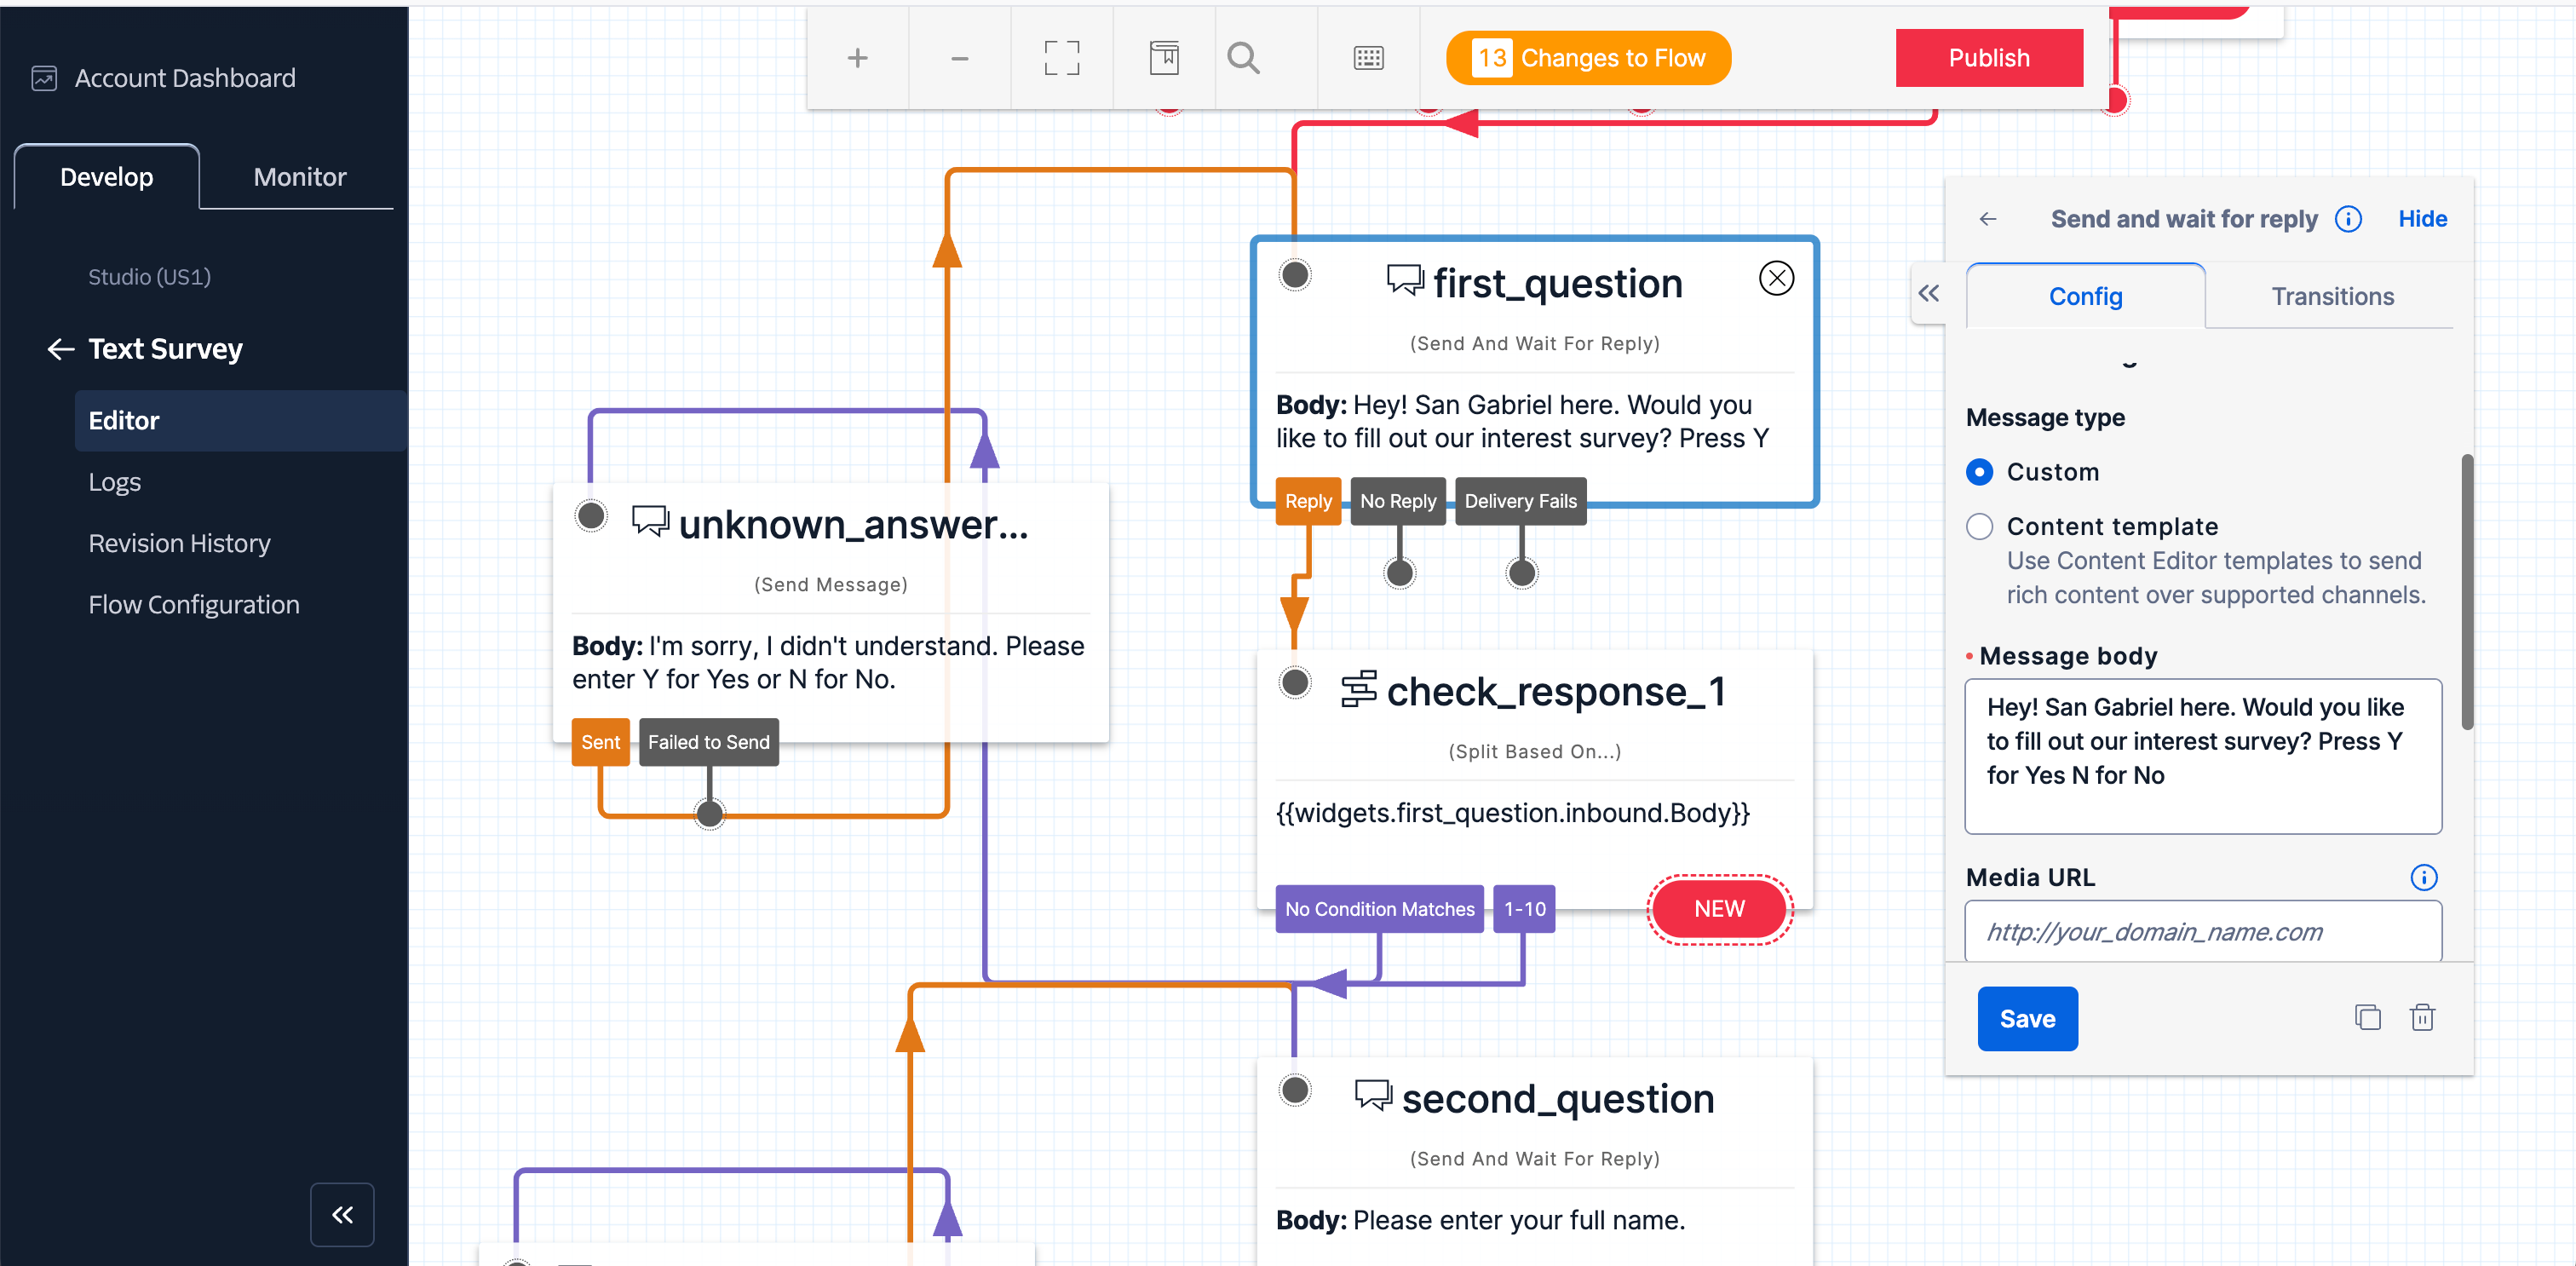 Account Dashboard
Develop
Monitor
Studio (US1)
Text Survey
Editor
Logs
Revision History
Flow Configuration
13 Changes to Flow
Publish
first_question
(Send And Wait For Reply)
Body: Hey! San Gabriel here. Would you
like to fill out our interest survey? Press Y
Reply
No Reply
Delivery Fails
unknown_answer...
(Send Message)
Body: I'm sorry, I didn't understand. Please
enter Y for Yes or N for No.
Sent
Failed to Send
check_response_1
(Split Based On...)
{{widgets.first_question.inbound.Body}}
No Condition Matches
1-10
NEW
second_question
(Send And Wait For Reply)
Body: Please enter your full name.
Send and wait for reply
Hide
Config
Transitions
Message type
Custom
Content template
Use Content Editor templates to send
rich content over supported channels.
Message body
Hey! San Gabriel here. Would you like
to fill out our interest survey? Press Y
for Yes N for No
Media URL
http://your_domain_name.com
Save